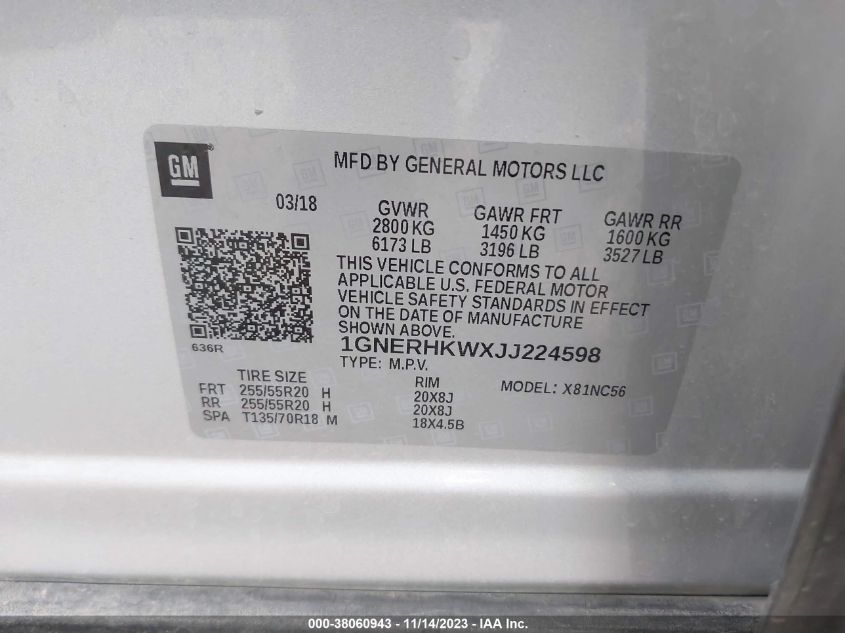 GM
MFD BY GENERAL MOTORS LLC
03/18
GVWR GAWR FRT GAWR RR
2800 KG 1450 KG 1600 KG
6173 LB 3196 LB 3527 LB
THIS VEHICLE CONFORMS TO ALL
APPLICABLE U.S. FEDERAL MOTOR
VEHICLE SAFETY STANDARDS IN EFFECT
ON THE DATE OF MANUFACTURE
SHOWN ABOVE.
636R
1GNERHKWXJJ224598
TYPE: M.P.V.
TIRE SIZE RIM MODEL: X81NC56
FRT 255/55R20 H 20X8J
RR 255/55R20 H 20X8J
SPA T135/70R18 M 18X4.5B
000-38060943 - 11/14/2023 - IAA Inc.